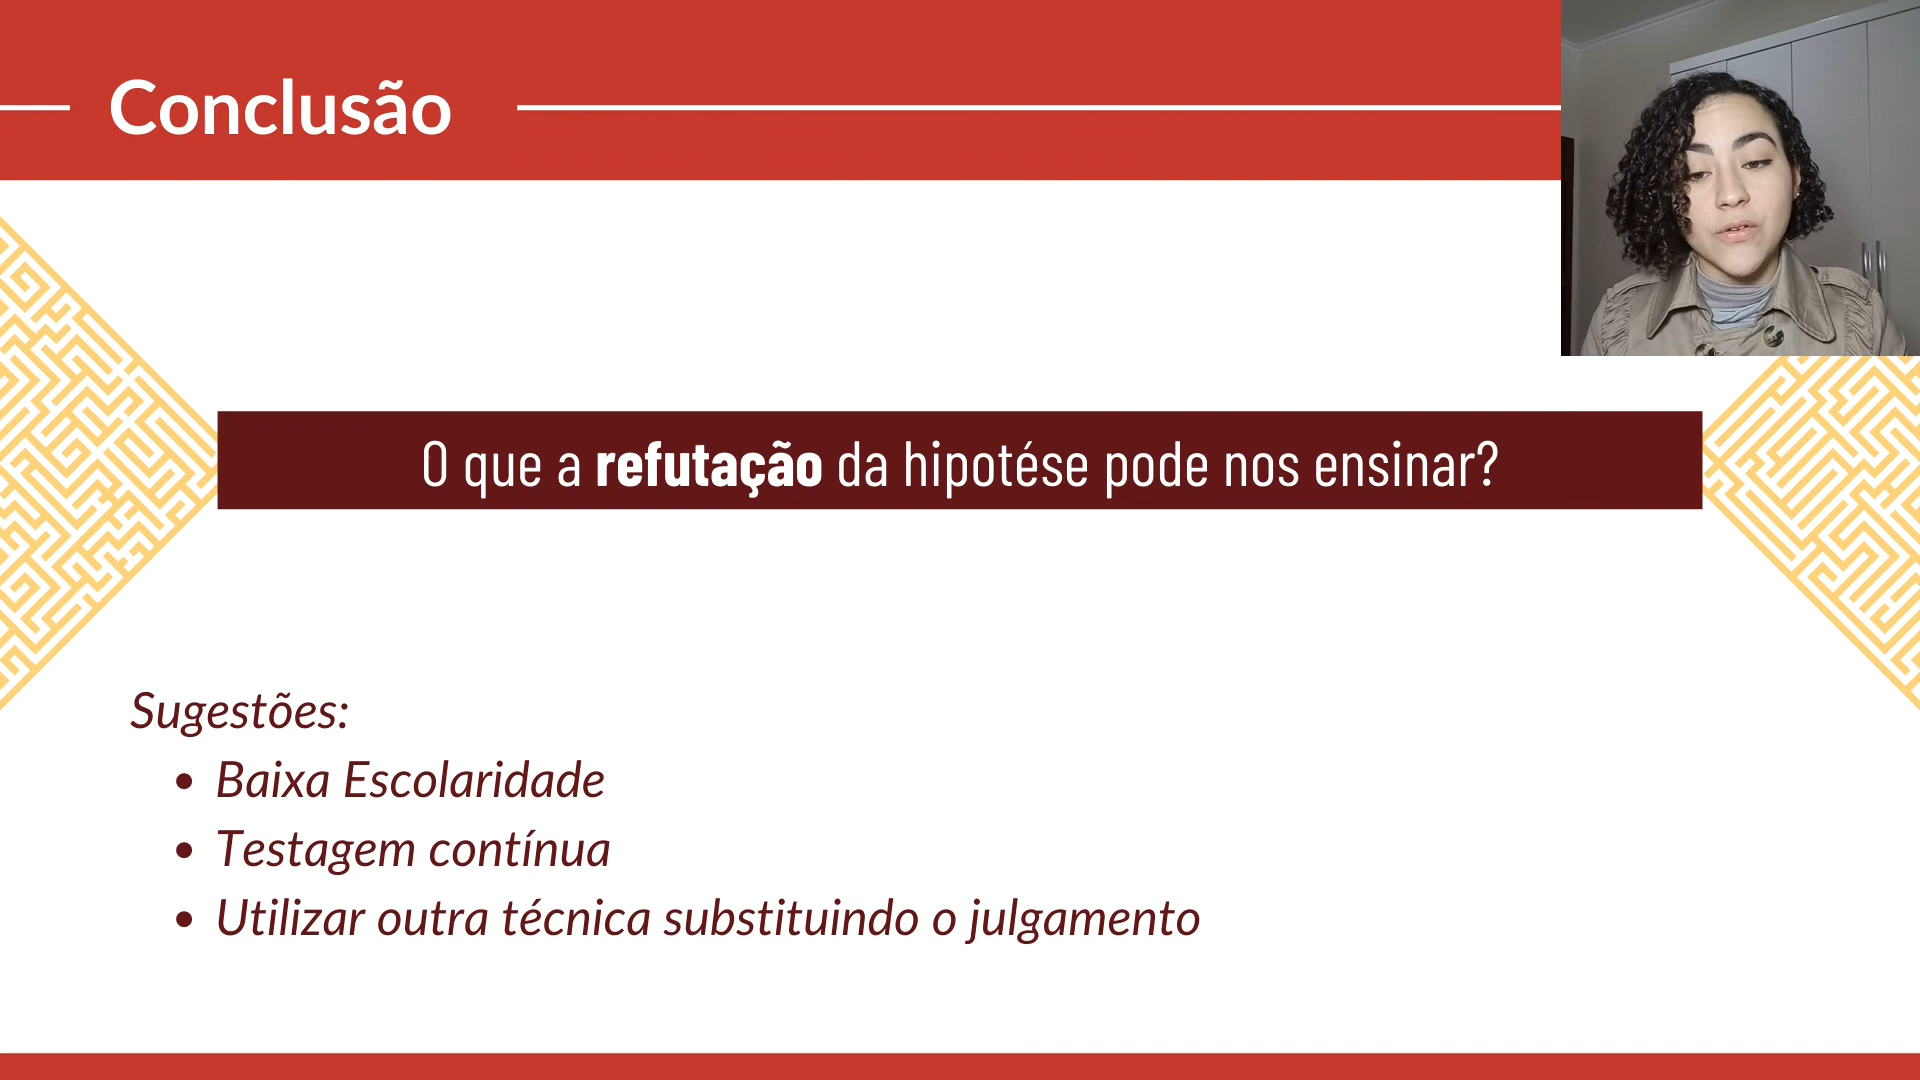 Conclusão
O que a refutação da hipotése pode nos ensinar?
Sugestões:
• Baixa Escolaridade
• Testagem contínua
• Utilizar outra técnica substituindo o julgamento